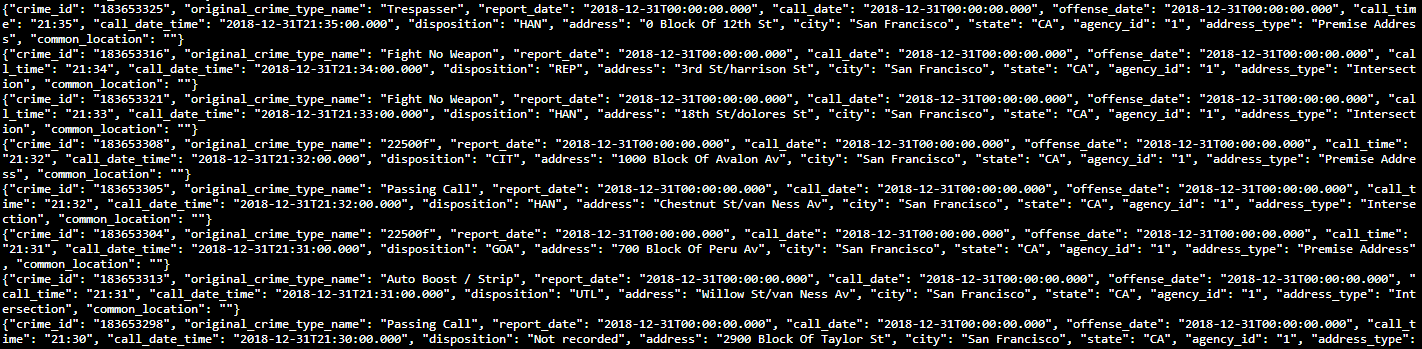 {"crime_id": "183653325", "original_crime_type_name": "Trespasser", "report_date": "2018-12-31T00:00:00.000", "call_date": "2018-12-31T00:00:00.000", "offense_date": "2018-12-31T00:00:00.000", "call_tim
e": "21:35", "call_date_time": "2018-12-31T21:35:00.000", "disposition": "HAN", "address": "0 Block Of 12th St", "city": "San Francisco", "state": "CA", "agency_id": "1", "address_type": "Premise Addres
s", "common_location": ""}
{"crime_id": "183653316", "original_crime_type_name": "Fight No Weapon", "report_date": "2018-12-31T00:00:00.000", "call_date": "2018-12-31T00:00:00.000", "offense_date": "2018-12-31T00:00:00.000", "cal
l_time": "21:34", "call_date_time": "2018-12-31T21:34:00.000", "disposition": "REP", "address": "3rd St/harrison St", "city": "San Francisco", "state": "CA", "agency_id": "1", "address_type": "Intersect
ion", "common_location": ""}
{"crime_id": "183653321", "original_crime_type_name": "Fight No Weapon", "report_date": "2018-12-31T00:00:00.000", "call_date": "2018-12-31T00:00:00.000", "offense_date": "2018-12-31T00:00:00.000", "cal
l_time": "21:33", "call_date_time": "2018-12-31T21:33:00.000", "disposition": "HAN", "address": "18th St/dolores St", "city": "San Francisco", "state": "CA", "agency_id": "1", "address_type": "Intersect
ion", "common_location": ""}
{"crime_id": "183653308", "original_crime_type_name": "22500f", "report_date": "2018-12-31T00:00:00.000", "call_date": "2018-12-31T00:00:00.000", "offense_date": "2018-12-31T00:00:00.000", "call_time":
"21:32", "call_date_time": "2018-12-31T21:32:00.000", "disposition": "CIT", "address": "1000 Block Of Avalon Av", "city": "San Francisco", "state": "CA", "agency_id": "1", "address_type": "Premise Addre
ss", "common_location": ""}
{"crime_id": "183653305", "original_crime_type_name": "Passing Call", "report_date": "2018-12-31T00:00:00.000", "call_date": "2018-12-31T00:00:00.000", "offense_date": "2018-12-31T00:00:00.000", "call_t
ime": "21:32", "call_date_time": "2018-12-31T21:32:00.000", "disposition": "HAN", "address": "Chestnut St/van Ness Av", "city": "San Francisco", "state": "CA", "agency_id": "1", "address_type": "Interse
ction", "common_location": ""}
{"crime_id": "183653304", "original_crime_type_name": "22500f", "report_date": "2018-12-31T00:00:00.000", "call_date": "2018-12-31T00:00:00.000", "offense_date": "2018-12-31T00:00:00.000", "call_time":
"21:31", "call_date_time": "2018-12-31T21:31:00.000", "disposition": "GOA", "address": "700 Block Of Peru Av", "city": "San Francisco", "state": "CA", "agency_id": "1", "address_type": "Premise Address"
, "common_location": ""}
{"crime_id": "183653313", "original_crime_type_name": "Auto Boost / Strip", "report_date": "2018-12-31T00:00:00.000", "call_date": "2018-12-31T00:00:00.000", "offense_date": "2018-12-31T00:00:00.000", "
call_time": "21:31", "call_date_time": "2018-12-31T21:31:00.000", "disposition": "UTL", "address": "Willow St/van Ness Av", "city": "San Francisco", "state": "CA", "agency_id": "1", "address_type": "Int
ersection", "common_location": ""}
{"crime_id": "183653298", "original_crime_type_name": "Passing Call", "report_date": "2018-12-31T00:00:00.000", "call_date": "2018-12-31T00:00:00.000", "offense_date": "2018-12-31T00:00:00.000", "call_t
ime": "21:30", "call_date_time": "2018-12-31T21:30:00.000", "disposition": "Not recorded", "address": "2900 Block Of Taylor St", "city": "San Francisco", "state": "CA", "agency_id": "1", "address_type":